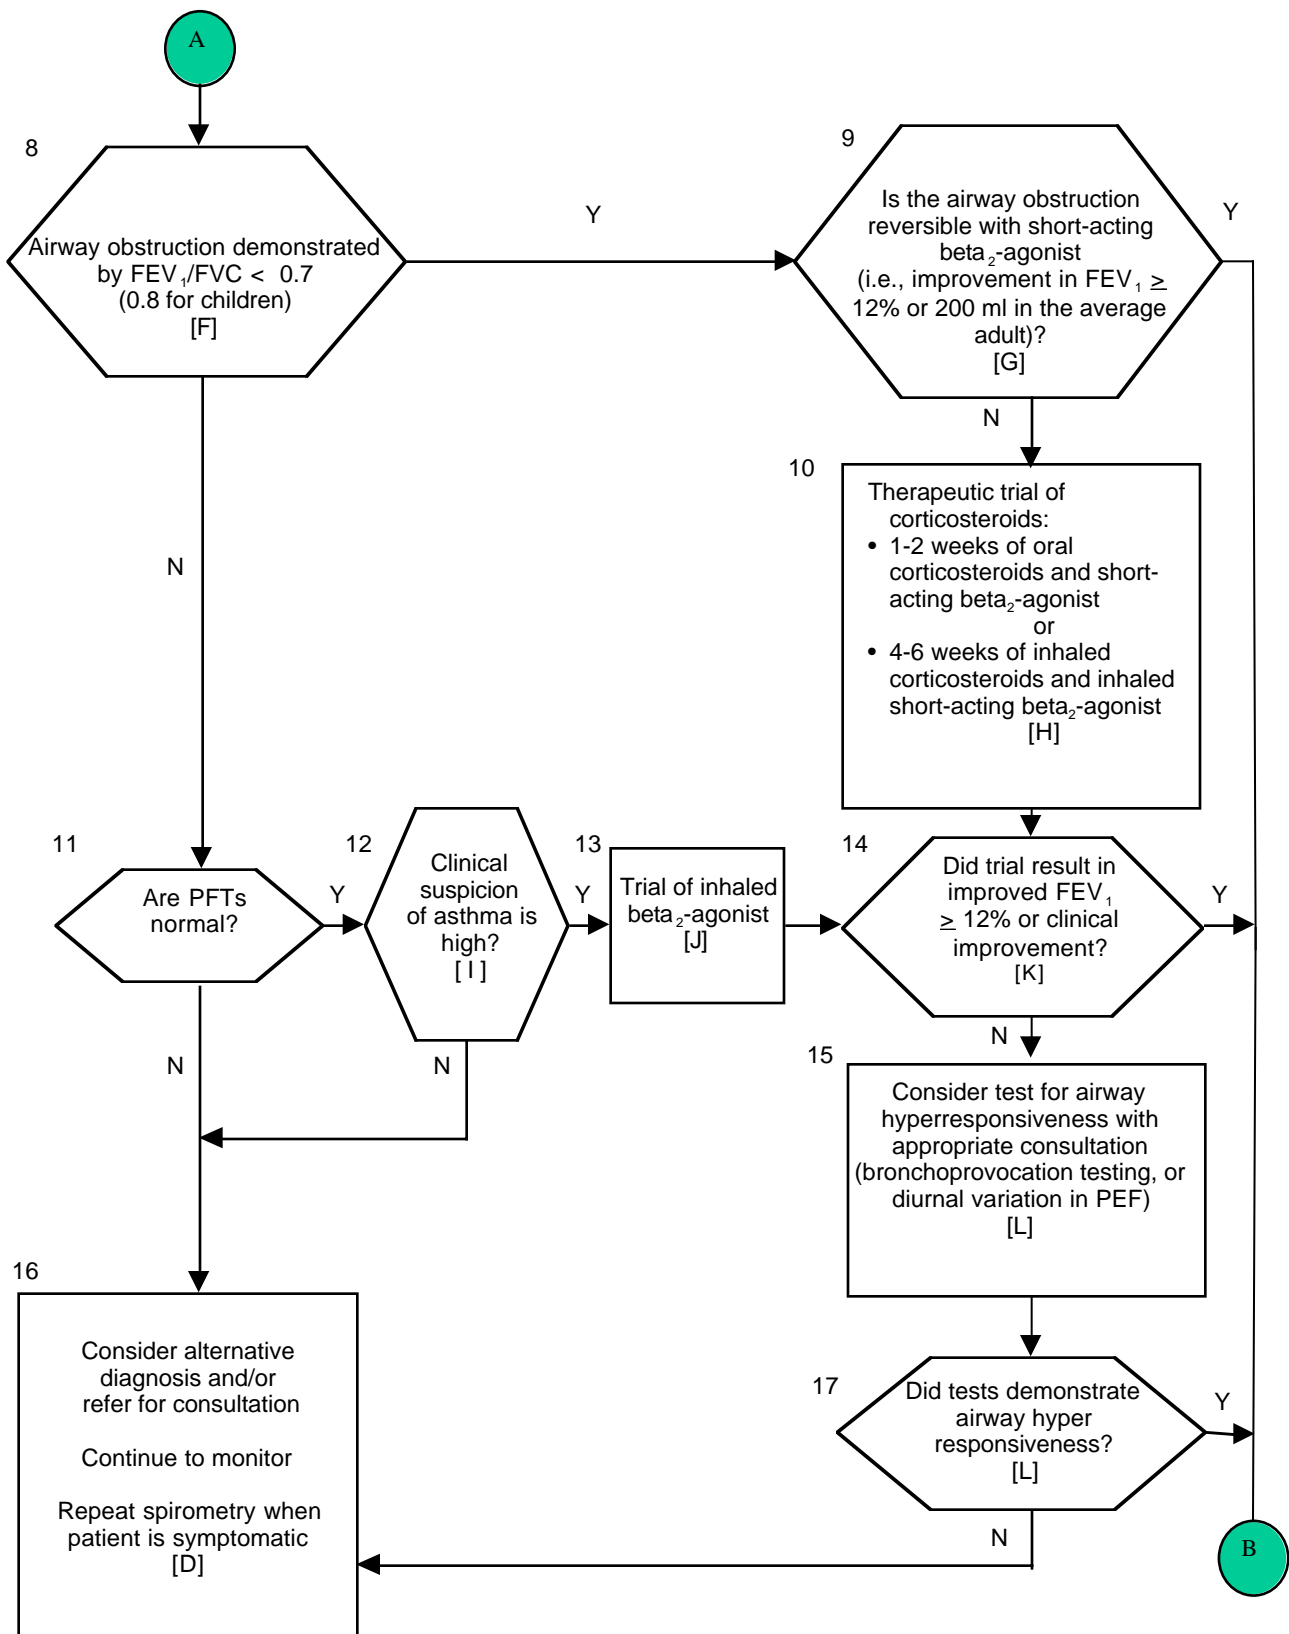 A
8
Airway obstruction demonstrated
by FEV₁/FVC < 0.7
(0.8 for children)
[F]
Y
9
Is the airway obstruction
reversible with short-acting
beta₂-agonist
(i.e., improvement in FEV₁ ≥
12% or 200 ml in the average
adult)?
[G]
Y
N
N
10
Therapeutic trial of
corticosteroids:
• 1-2 weeks of oral
corticosteroids and short-
acting beta₂-agonist
or
• 4-6 weeks of inhaled
corticosteroids and inhaled
short-acting beta₂-agonist
[H]
11
Are PFTs
normal?
Y
N
12
Clinical
suspicion
of asthma is
high?
[ I ]
Y
N
13
Trial of inhaled
beta₂-agonist
[J]
14
Did trial result in
improved FEV₁
≥ 12% or clinical
improvement?
[K]
Y
N
15
Consider test for airway
hyperresponsiveness with
appropriate consultation
(bronchoprovocation testing, or
diurnal variation in PEF)
[L]
16
Consider alternative
diagnosis and/or
refer for consultation
Continue to monitor
Repeat spirometry when
patient is symptomatic
[D]
17
Did tests demonstrate
airway hyper
responsiveness?
[L]
Y
N
B